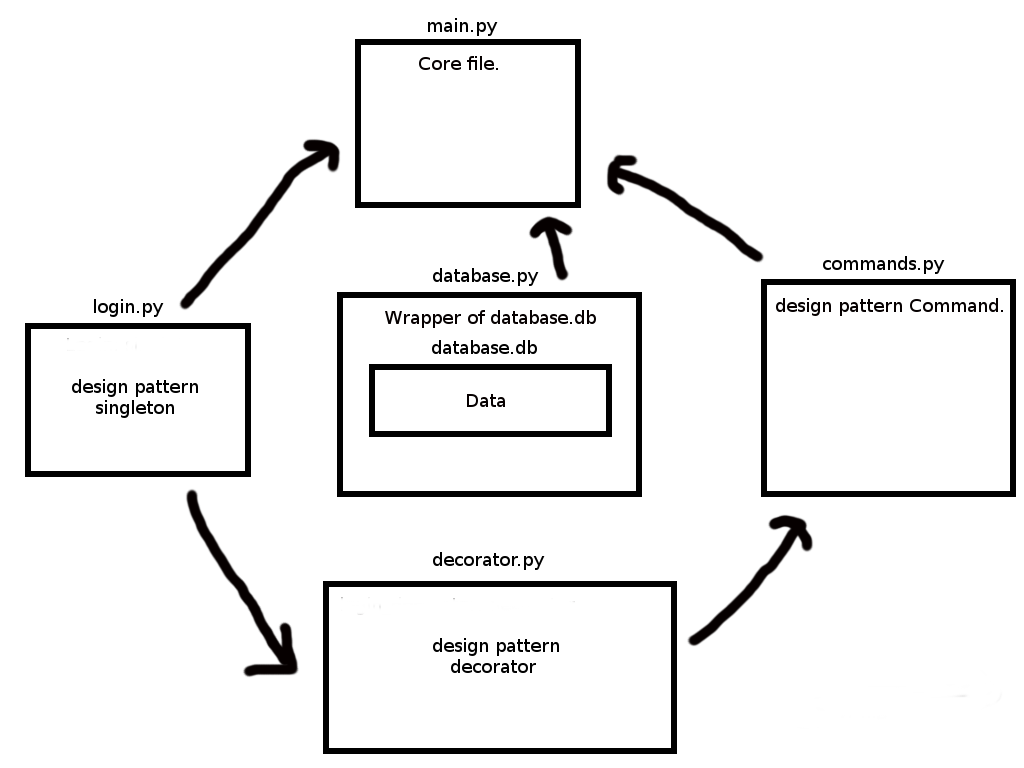 main.py
Core file.
commands.py
database.py
login.py
design pattern Command.
Wrapper of database.db
database.db
design pattern
singleton
Data
decorator.py
design pattern
decorator